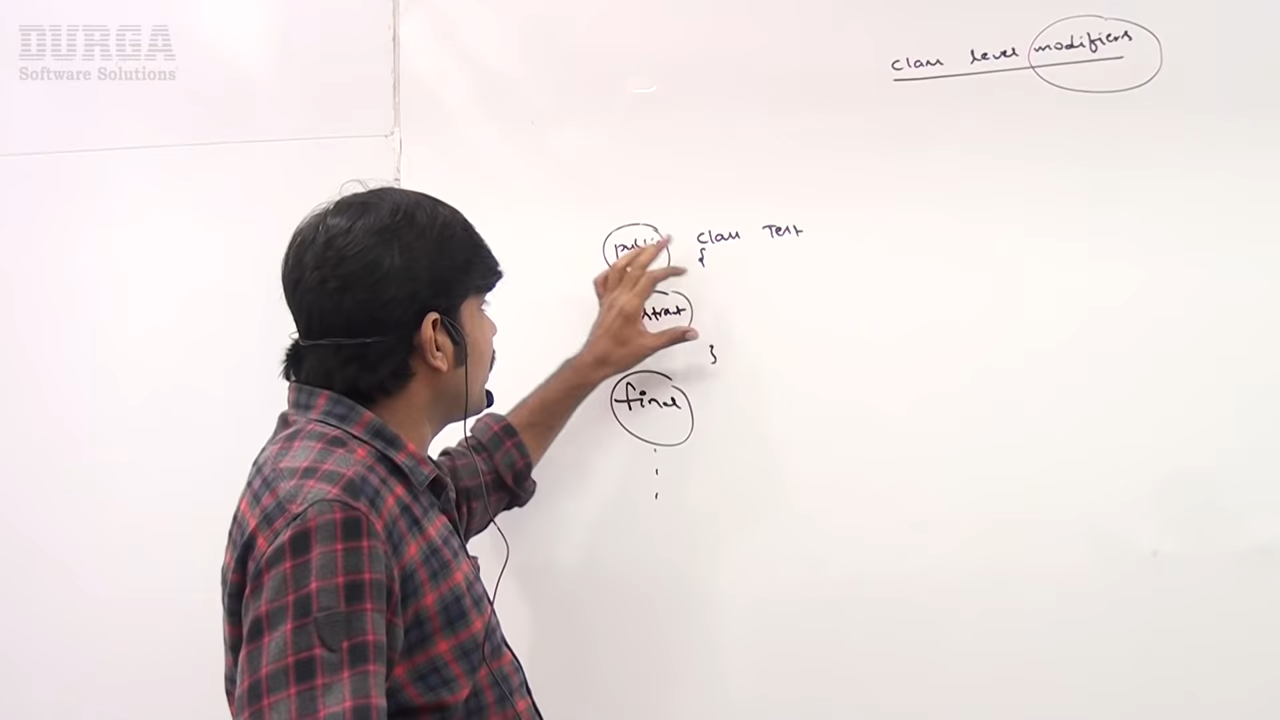 DURGA
Software Solutions
class level modifiers
class Test
{
}
final